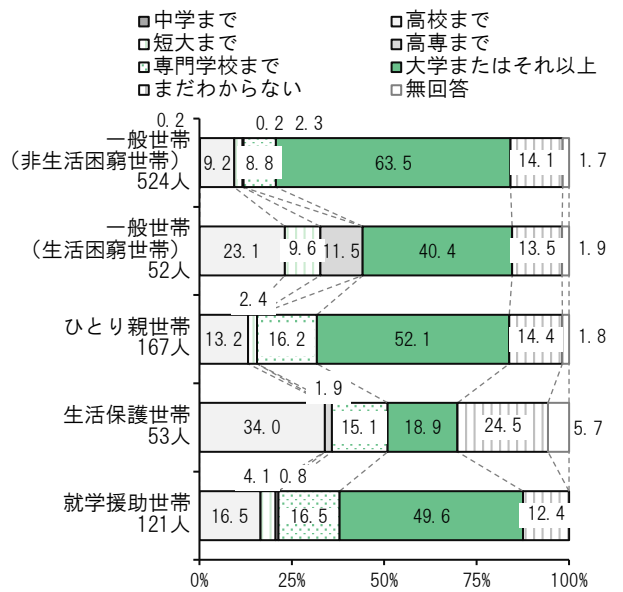 中学まで 高校まで
短大まで 高専まで
専門学校まで 大学またはそれ以上
まだわからない 無回答
0.2 0.2 2.3
一般世帯
（非生活困窮世帯）
524人
9.2 8.8 63.5 14.1 1.7
一般世帯
（生活困窮世帯）
52人
23.1 9.6 11.5 40.4 13.5 1.9
2.4
ひとり親世帯
167人
13.2 16.2 52.1 14.4 1.8
1.9
生活保護世帯
53人
34.0 15.1 18.9 24.5 5.7
4.1 0.8
就学援助世帯
121人
16.5 16.5 49.6 12.4
0% 25% 50% 75% 100%